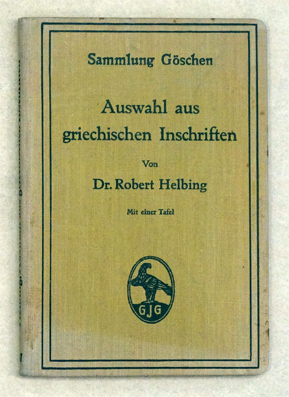 Sammlung Göschen
Auswahl aus
griechischen Inschriften
Von
Dr. Robert Helbing
Mit einer Tafel
GJG